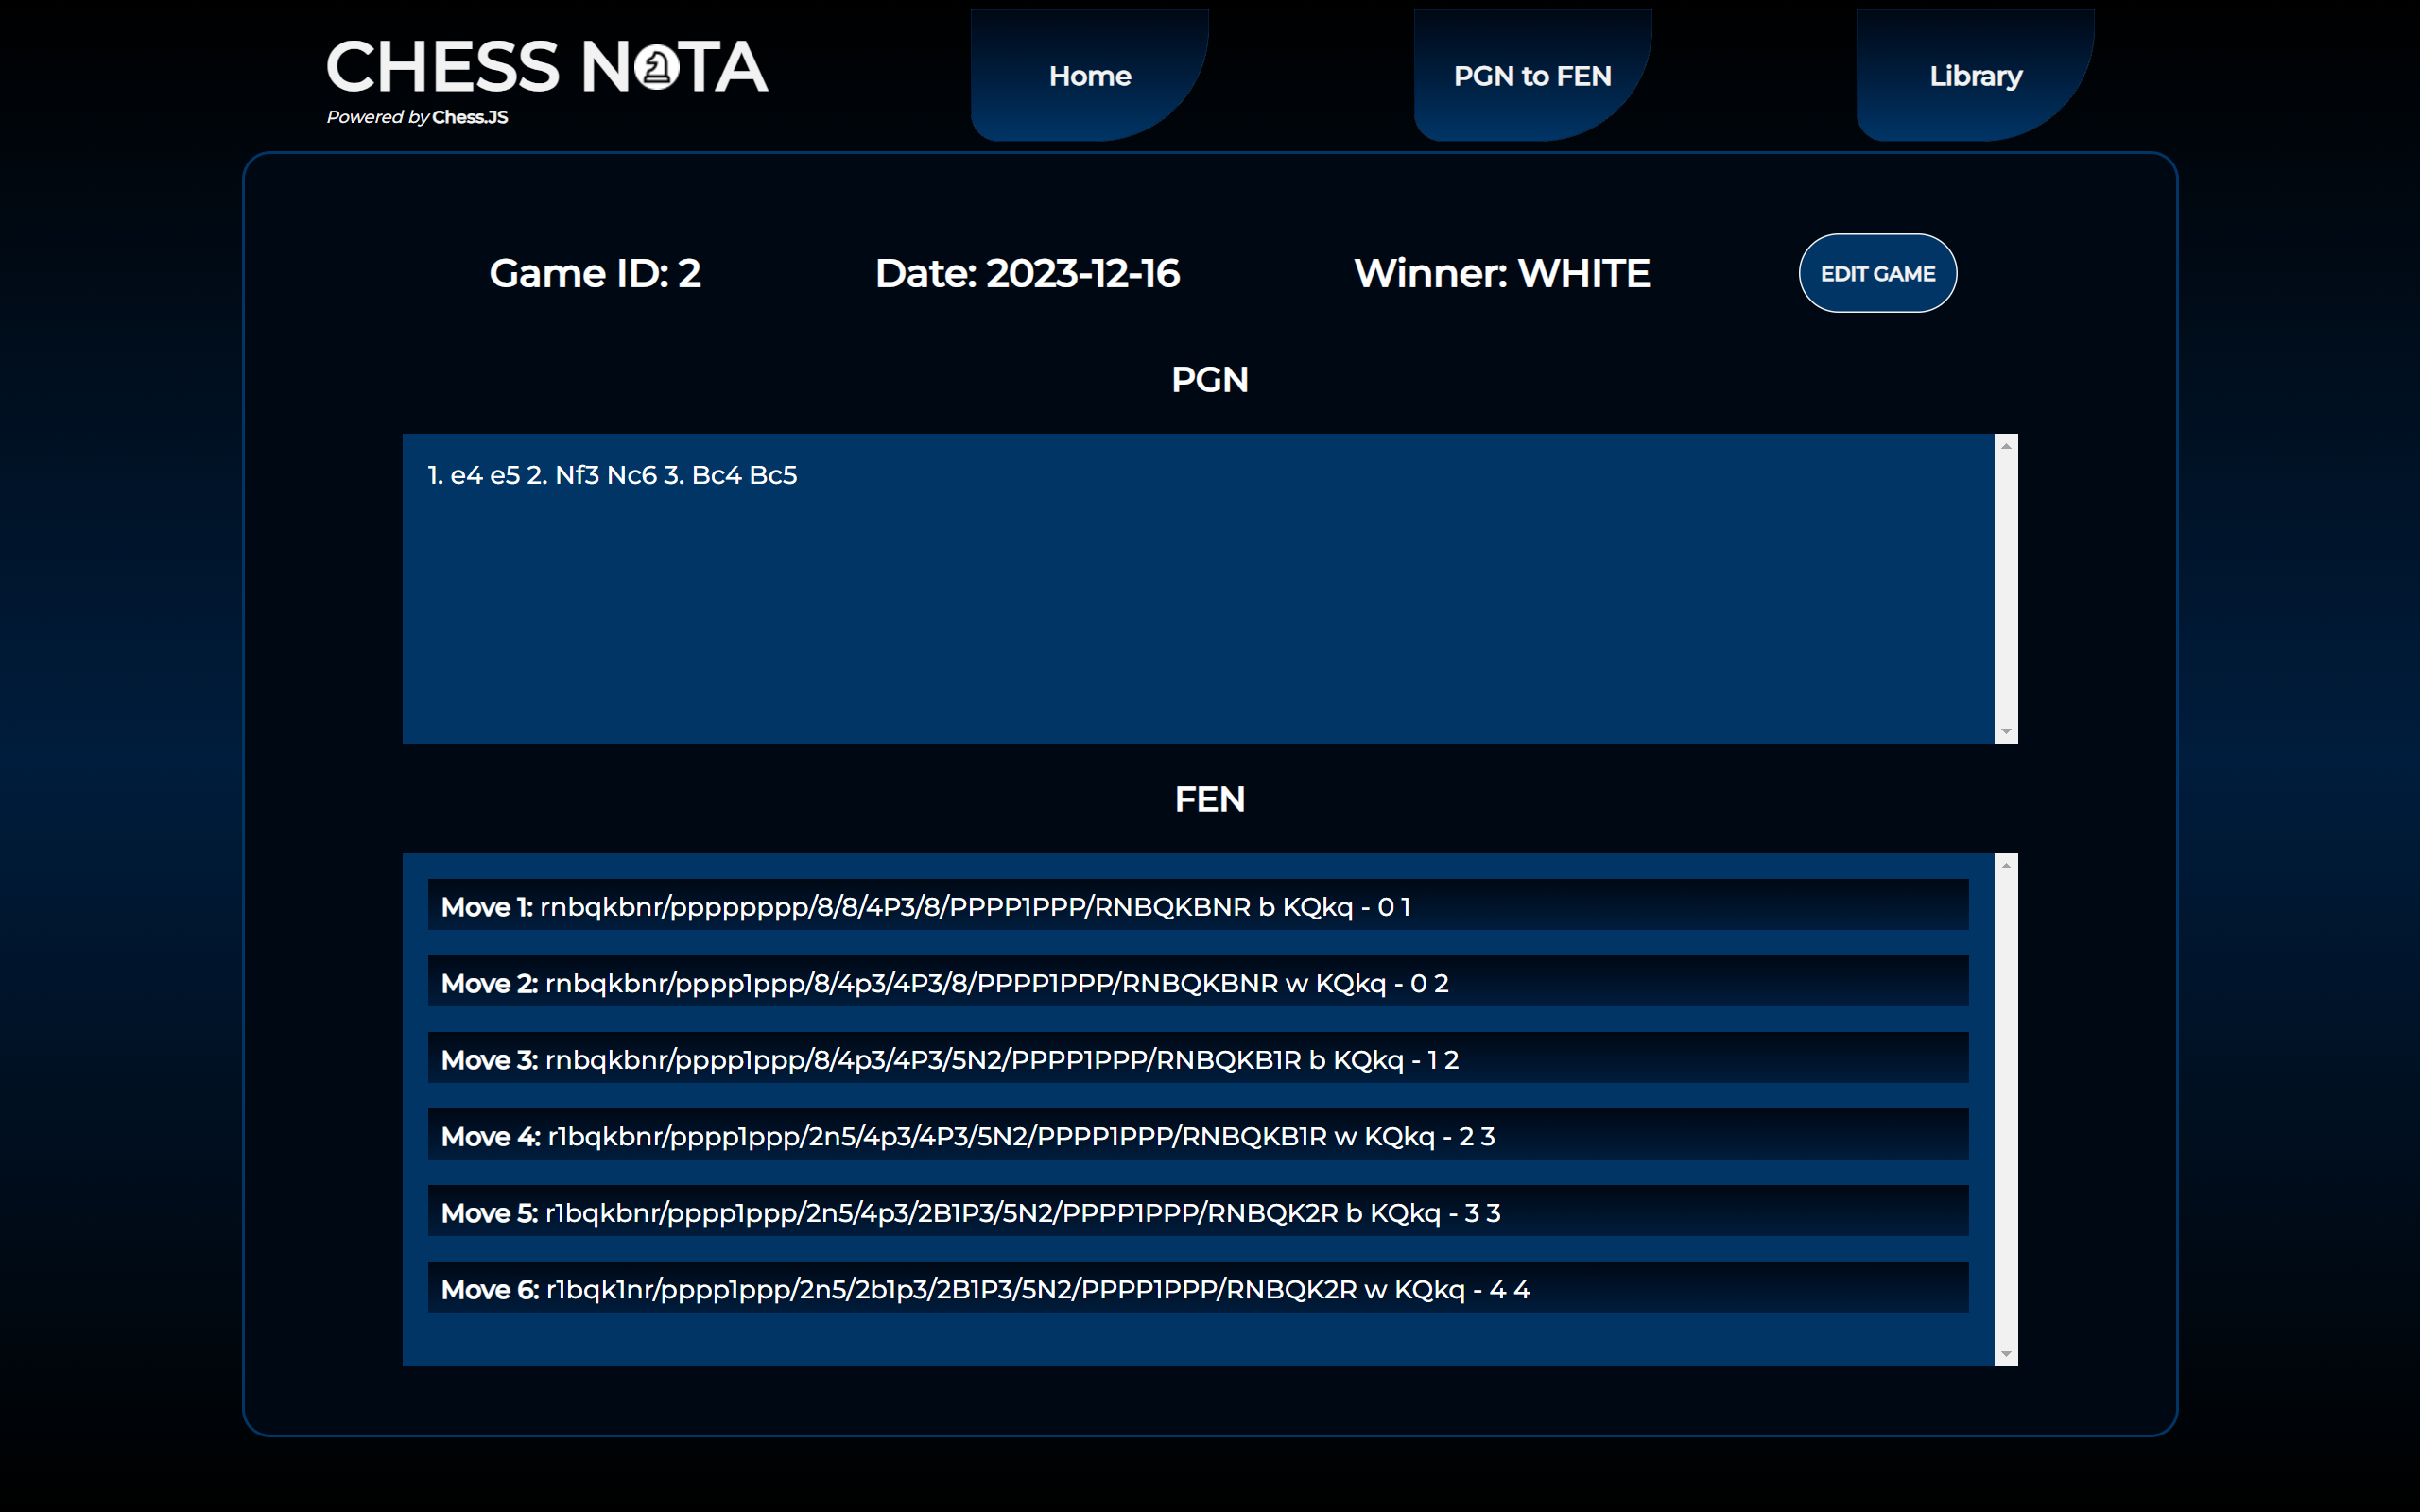 CHESS NOTA
Powered by Chess.JS
Home
PGN to FEN
Library
Game ID: 2
Date: 2023-12-16
Winner: WHITE
EDIT GAME
PGN
1. e4 e5 2. Nf3 Nc6 3. Bc4 Bc5
FEN
Move 1: rnbqkbnr/pppppppp/8/8/4P3/8/PPPP1PPP/RNBQKBNR b KQkq - 0 1
Move 2: rnbqkbnr/pppp1ppp/8/4p3/4P3/8/PPPP1PPP/RNBQKBNR w KQkq - 0 2
Move 3: rnbqkbnr/pppp1ppp/8/4p3/4P3/5N2/PPPP1PPP/RNBQKB1R b KQkq - 1 2
Move 4: r1bqkbnr/pppp1ppp/2n5/4p3/4P3/5N2/PPPP1PPP/RNBQKB1R w KQkq - 2 3
Move 5: r1bqkbnr/pppp1ppp/2n5/4p3/2B1P3/5N2/PPPP1PPP/RNBQK2R b KQkq - 3 3
Move 6: r1bqk1nr/pppp1ppp/2n5/2b1p3/2B1P3/5N2/PPPP1PPP/RNBQK2R w KQkq - 4 4